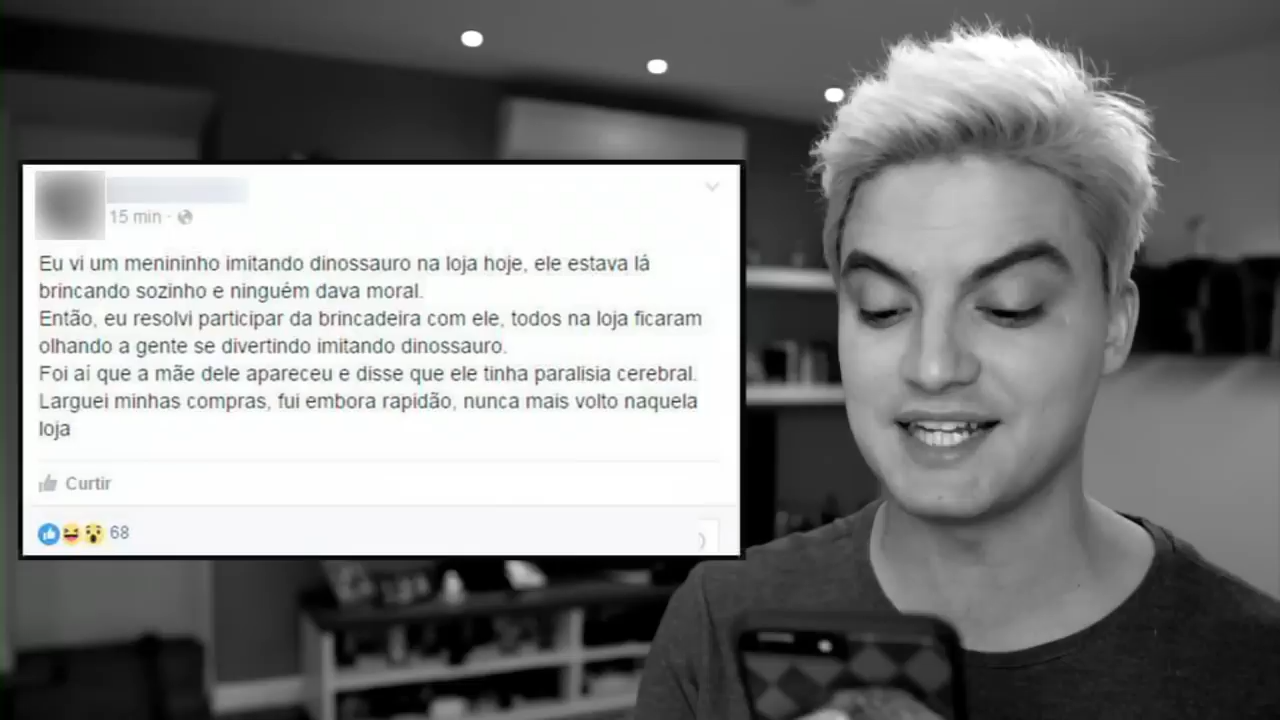 15 min ·
Eu vi um menininho imitando dinossauro na loja hoje, ele estava lá
brincando sozinho e ninguém dava moral.
Então, eu resolvi participar da brincadeira com ele, todos na loja ficaram
olhando a gente se divertindo imitando dinossauro.
Foi aí que a mãe dele apareceu e disse que ele tinha paralisia cerebral.
Larguei minhas compras, fui embora rapidão, nunca mais volto naquela
loja
Curtir
68